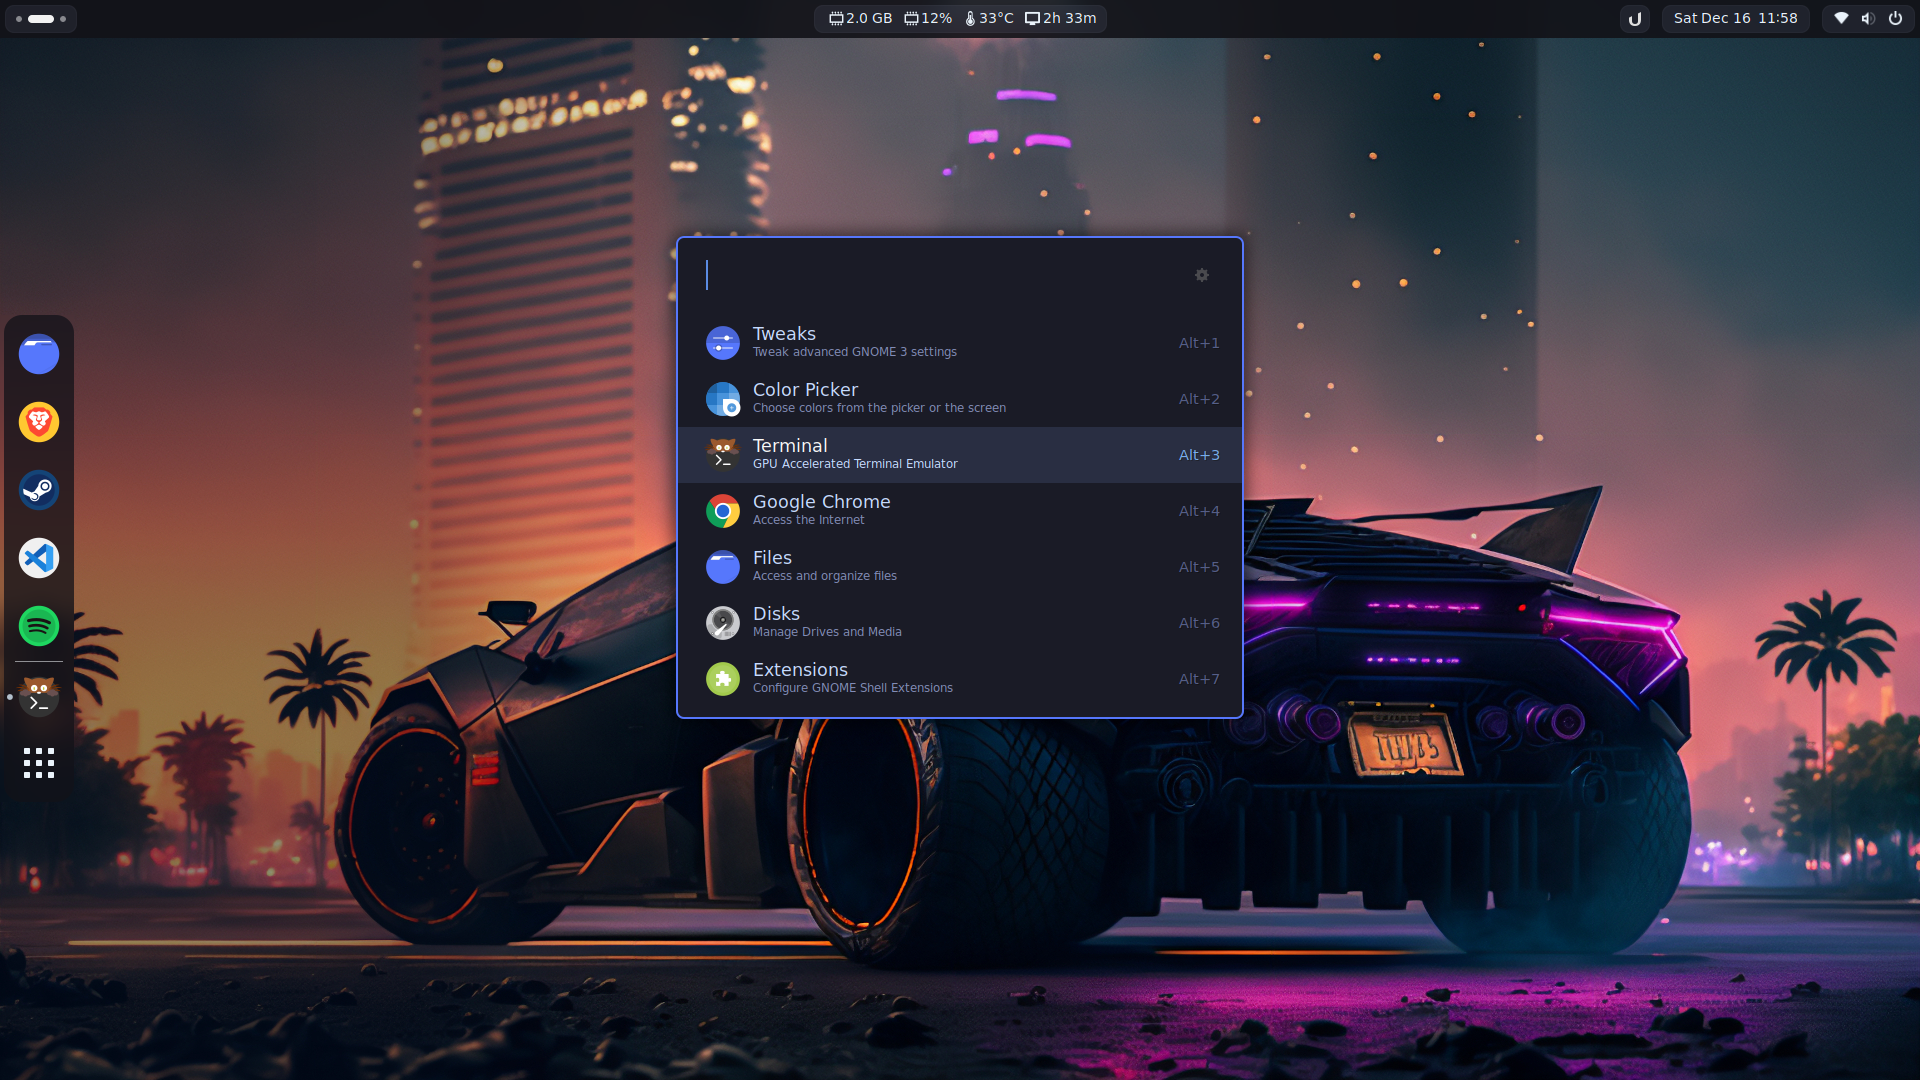 2.0 GB 12% 33°C 2h 33m
Sat Dec 16 11:58
Tweaks
Tweak advanced GNOME 3 settings
Alt+1
Color Picker
Choose colors from the picker or the screen
Alt+2
Terminal
GPU Accelerated Terminal Emulator
Alt+3
Google Chrome
Access the Internet
Alt+4
Files
Access and organize files
Alt+5
Disks
Manage Drives and Media
Alt+6
Extensions
Configure GNOME Shell Extensions
Alt+7